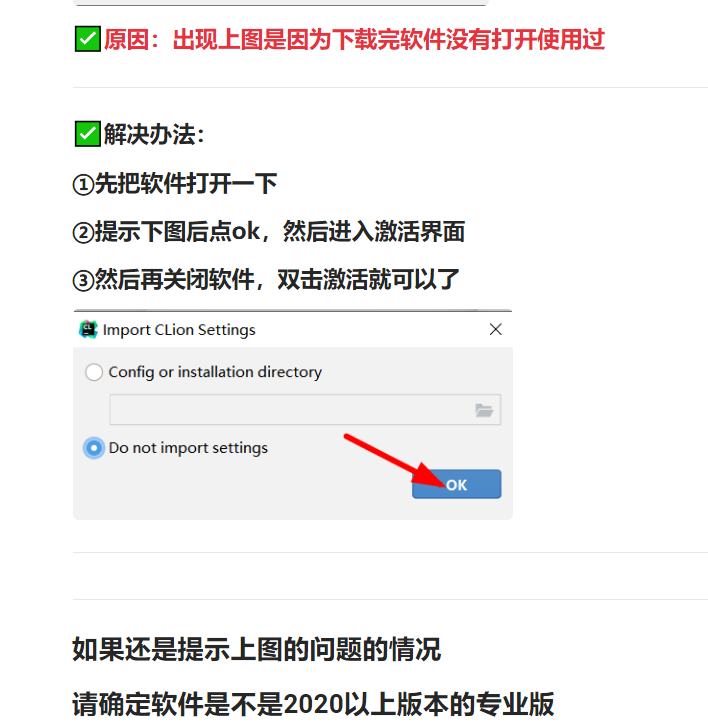 ✅原因：出现上图是因为下载完软件没有打开使用过
✅解决办法：
①先把软件打开一下
②提示下图后点ok，然后进入激活界面
③然后再关闭软件，双击激活就可以了
CL Import CLion Settings
Config or installation directory
Do not import settings
OK
如果还是提示上图的问题的情况
请确定软件是不是2020以上版本的专业版